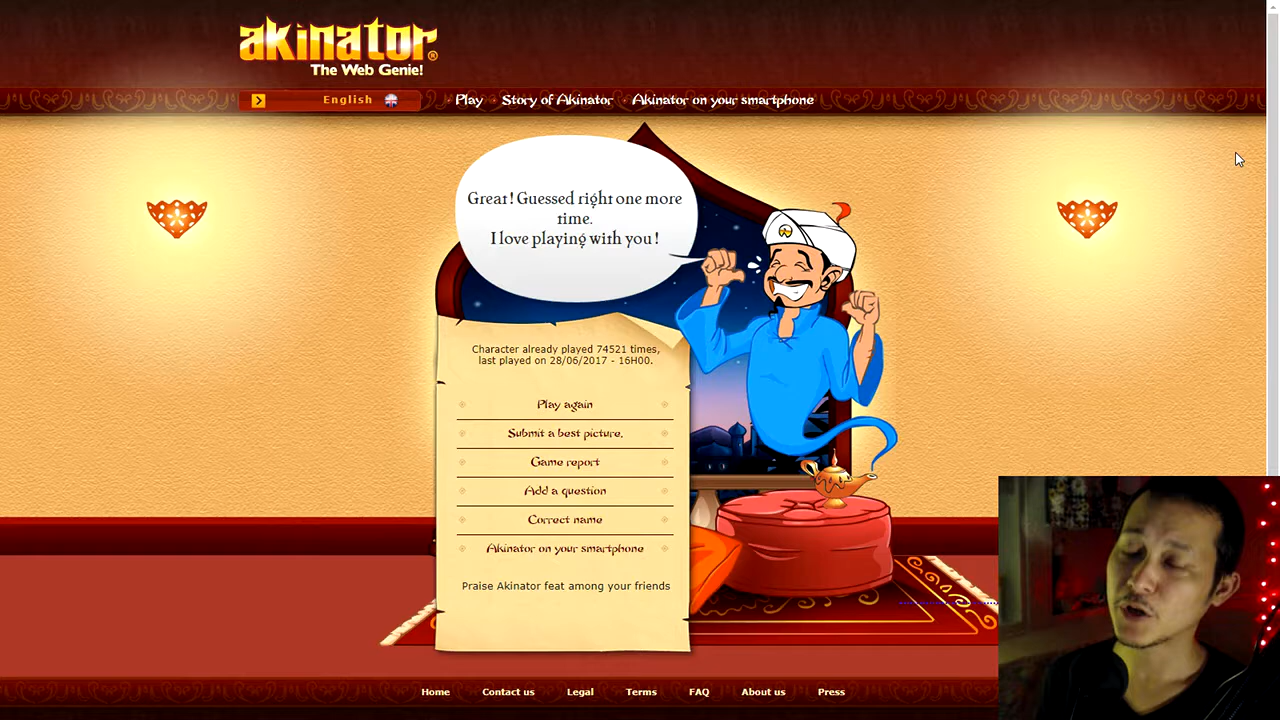 akinator®
The Web Genie!
English
Play
Story of Akinator
Akinator on your smartphone
Great! Guessed right one more
time.
I love playing with you!
Character already played 74521 times,
last played on 28/06/2017 - 16H00.
Play again
Submit a best picture.
Game report
Add a question
Correct name
Akinator on your smartphone
Praise Akinator feat among your friends
Home
Contact us
Legal
Terms
FAQ
About us
Press